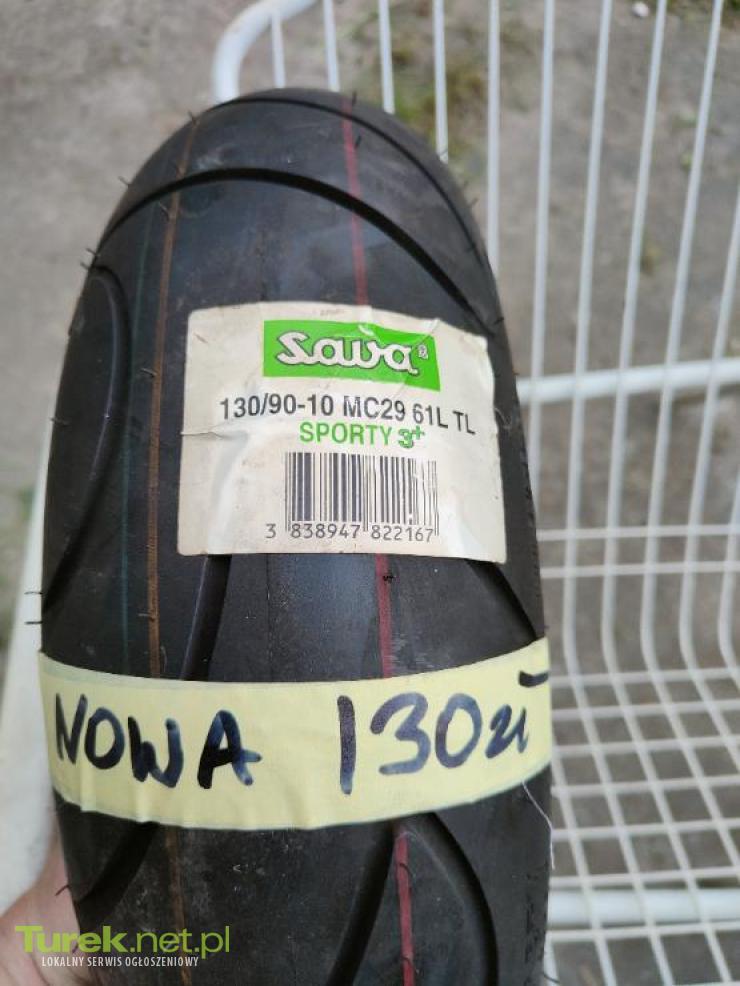 Sava®
130/90-10 MC29 61L TL
SPORTY 3+
3 838947 822167
NOWA 130zł
Turek.net.pl
LOKALNY SERWIS OGŁOSZENIOWY